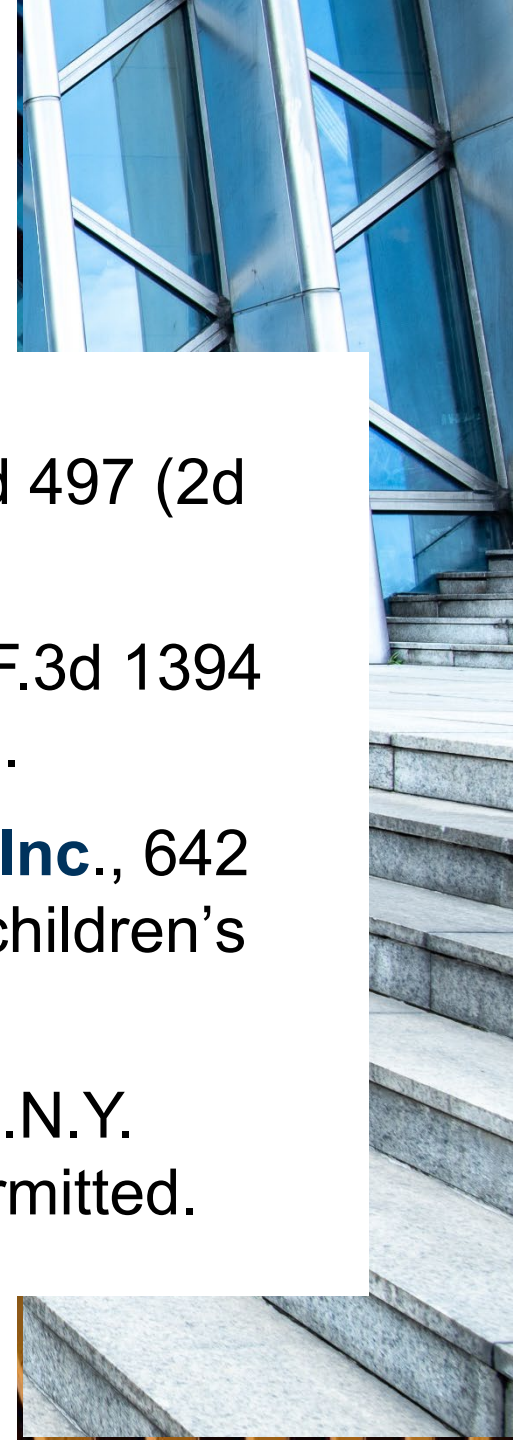 d 497 (2d
F.3d 1394
.
Inc., 642
children’s
.N.Y.
rmitted.